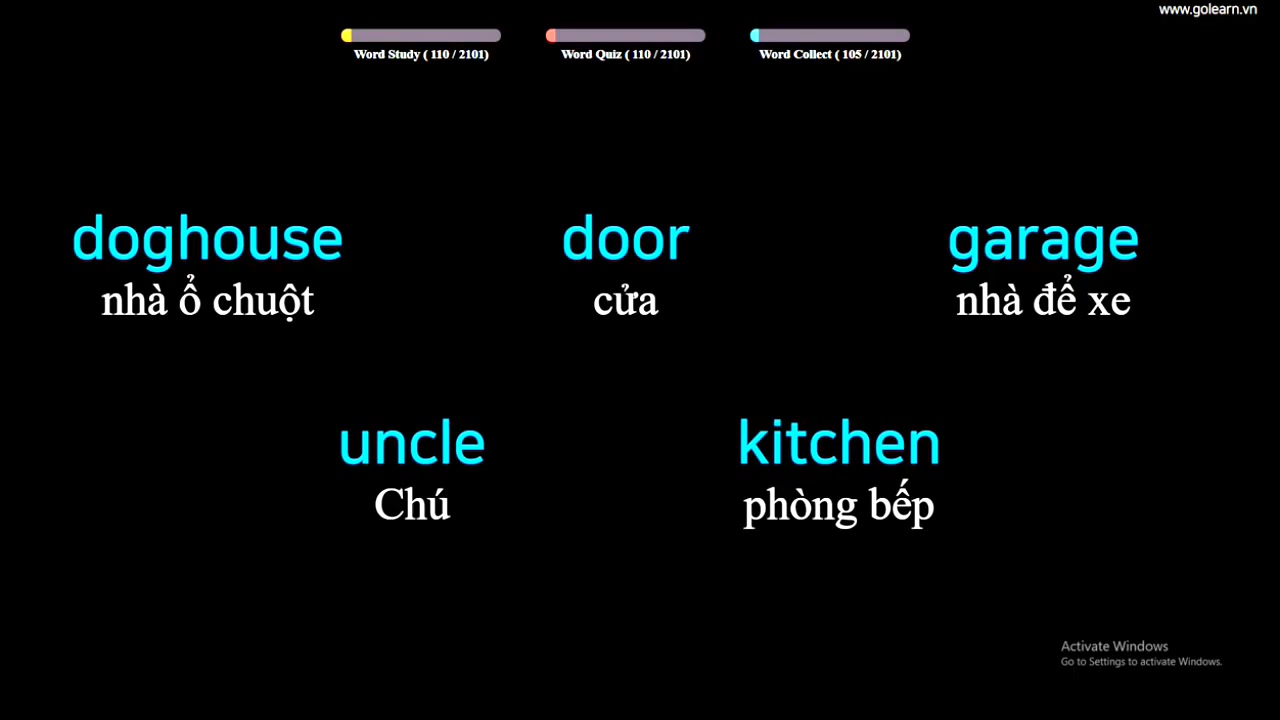 www.golearn.vn
Word Study ( 110 / 2101)
Word Quiz ( 110 / 2101)
Word Collect ( 105 / 2101)
doghouse
nhà ổ chuột
door
cửa
garage
nhà để xe
uncle
Chú
kitchen
phòng bếp
Activate Windows
Go to Settings to activate Windows.